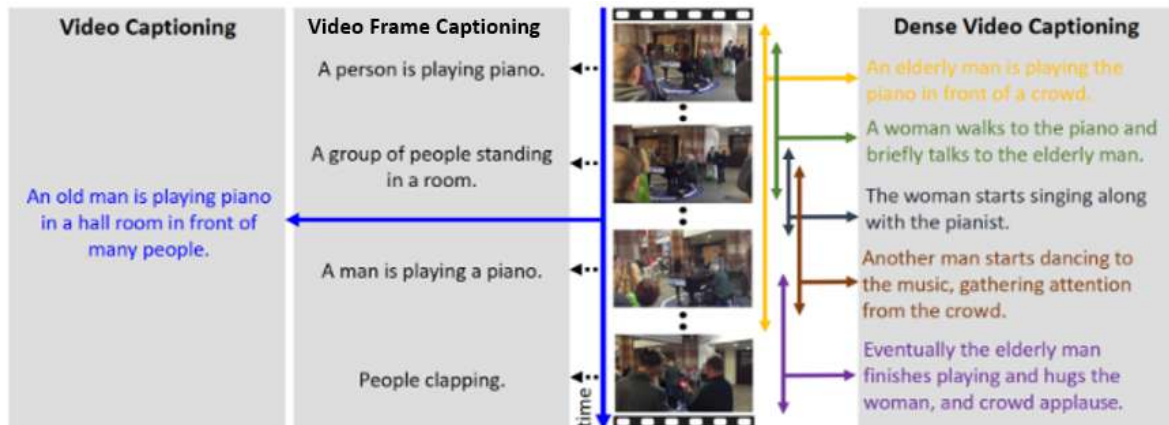 Video Captioning
An old man is playing piano
in a hall room in front of
many people.
Video Frame Captioning
A person is playing piano.
A group of people standing
in a room.
A man is playing a piano.
People clapping.
time
Dense Video Captioning
An elderly man is playing the
piano in front of a crowd.
A woman walks to the piano and
briefly talks to the elderly man.
The woman starts singing along
with the pianist.
Another man starts dancing to
the music, gathering attention
from the crowd.
Eventually the elderly man
finishes playing and hugs the
woman, and crowd applause.